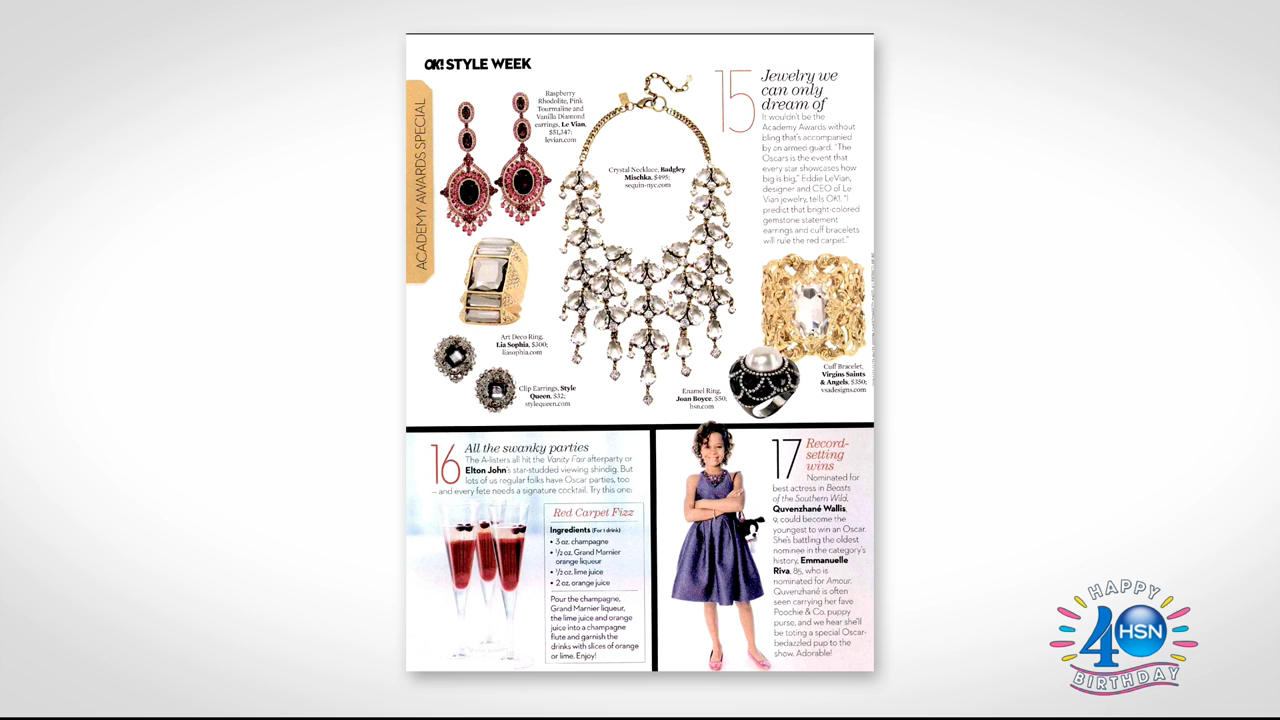 OK! STYLE WEEK
ACADEMY AWARDS SPECIAL
Raspberry
Rhodolite, Pink
Tourmaline and
Vanilla Diamond
earrings, Le Vian,
$51,347;
levian.com
Crystal Necklace, Badgley
Mischka, $495;
sequin-nyc.com
15
Jewelry we
can only
dream of
It wouldn't be the
Academy Awards without
bling that's accompanied
by an armed guard. "The
Oscars is the event that
every star showcases how
big is big," Eddie LeVian,
designer and CEO of Le
Vian jewelry, tells OK!. "I
predict that bright-colored
gemstone statement
earrings and cuff bracelets
will rule the red carpet."
Art Deco Ring,
Lia Sophia, $300;
liasophia.com
Clip Earrings, Style
Queen, $32;
stylequeen.com
Enamel Ring,
Joan Boyce, $50;
hsn.com
Cuff Bracelet,
Virgins Saints
& Angels, $350;
vsadesigns.com
16
All the swanky parties
The A-listers all hit the Vanity Fair afterparty or
Elton John's star-studded viewing shindig. But
lots of us regular folks have Oscar parties, too
— and every fete needs a signature cocktail. Try this one:
Red Carpet Fizz
Ingredients (For 1 drink)
• 3 oz. champagne
• 1/2 oz. Grand Marnier
orange liqueur
• 1/2 oz. lime juice
• 2 oz. orange juice
Pour the champagne,
Grand Marnier liqueur,
the lime juice and orange
juice into a champagne
flute and garnish the
drinks with slices of orange
or lime. Enjoy!
17
Record-
setting
wins
Nominated for
best actress in Beasts
of the Southern Wild,
Quvenzhané Wallis,
9, could become the
youngest to win an Oscar.
She's battling the oldest
nominee in the category's
history, Emmanuelle
Riva, 85, who is
nominated for Amour.
Quvenzhané is often
seen carrying her fave
Poochie & Co. puppy
purse, and we hear she'll
be toting a special Oscar-
bedazzled pup to the
show. Adorable!
HAPPY
40 HSN
BIRTHDAY